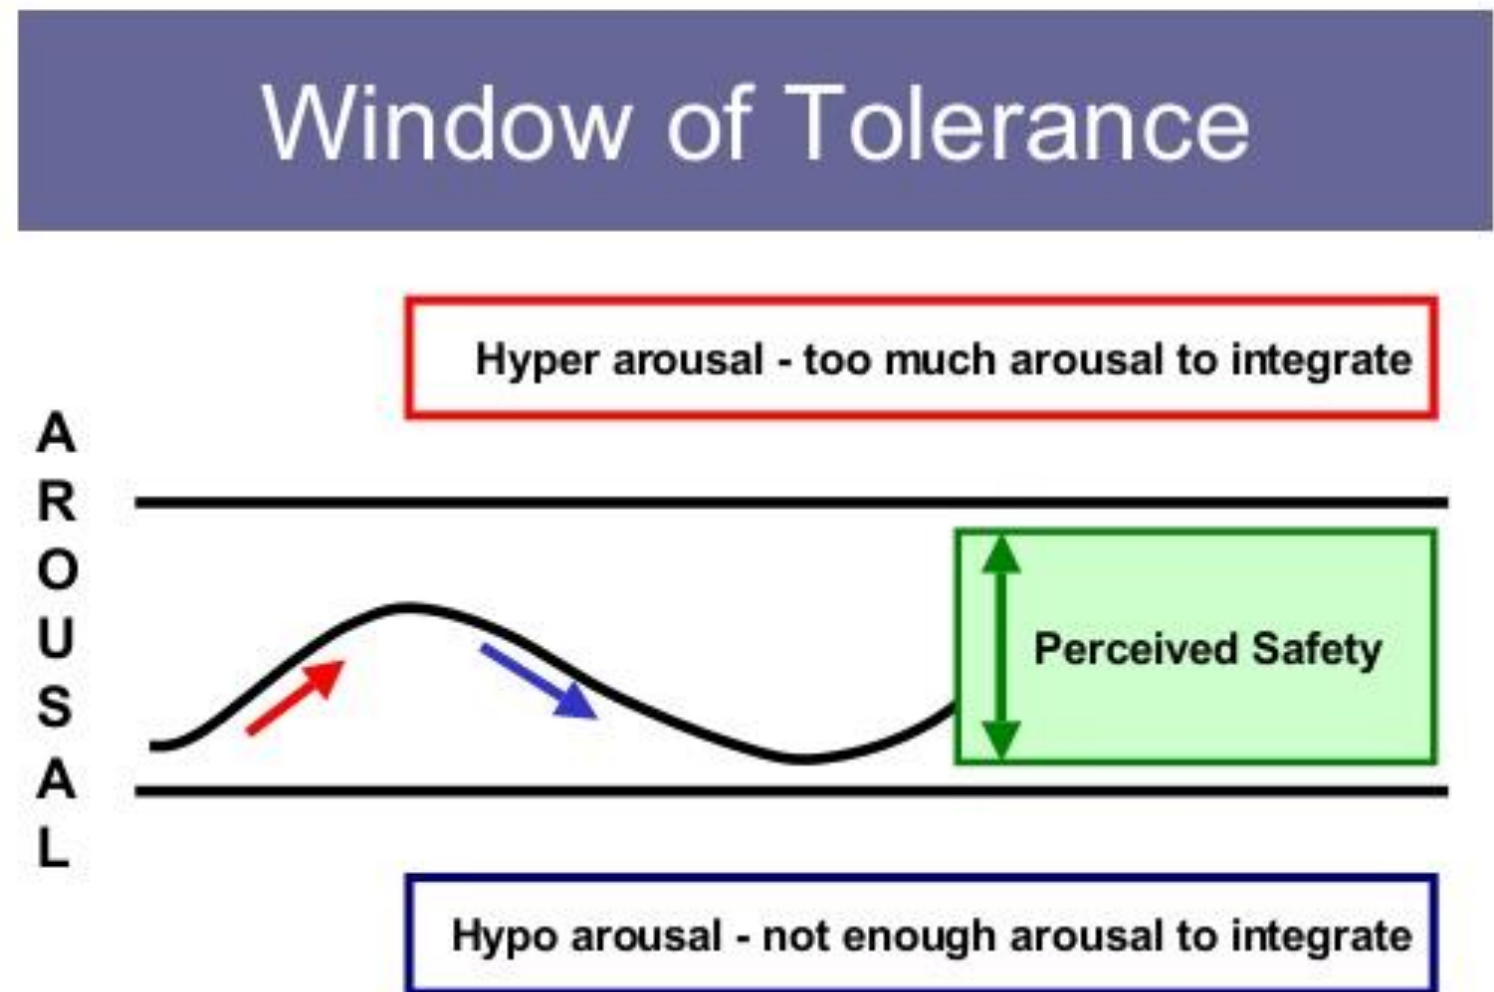 Window of Tolerance
Hyper arousal - too much arousal to integrate
A
R
O
U
S
A
L
Perceived Safety
Hypo arousal - not enough arousal to integrate